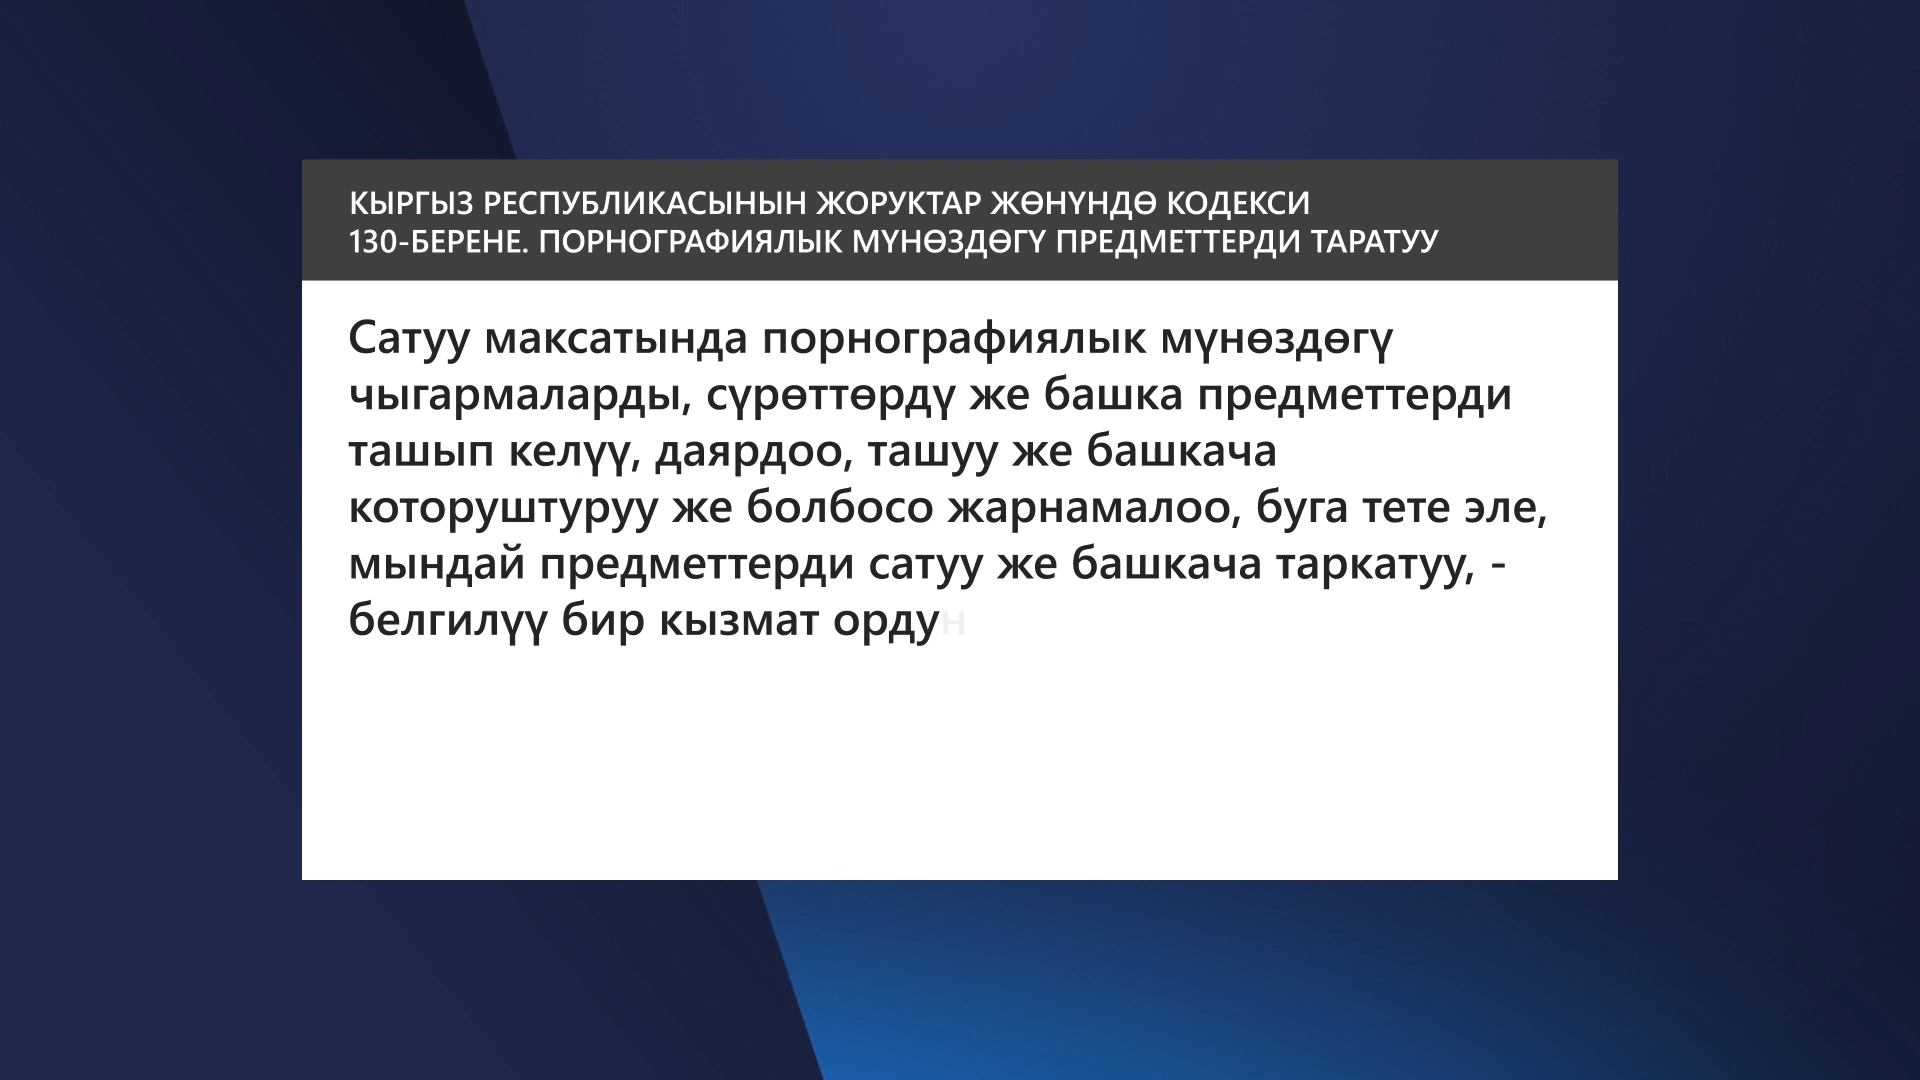 КЫРГЫЗ РЕСПУБЛИКАСЫНЫН ЖОРУКТАР ЖӨНҮНДӨ КОДЕКСИ
130-БЕРЕНЕ. ПОРНОГРАФИЯЛЫК МҮНӨЗДӨГҮ ПРЕДМЕТТЕРДИ ТАРАТУУ
Сатуу максатында порнографиялык мүнөздөгү
чыгармаларды, сүрөттөрдү же башка предметтерди
ташып келүү, даярдоо, ташуу же башкача
которуштуруу же болбосо жарнамалоо, буга тете эле,
мындай предметтерди сатуу же башкача таркатуу, -
белгилүү бир кызмат ордун